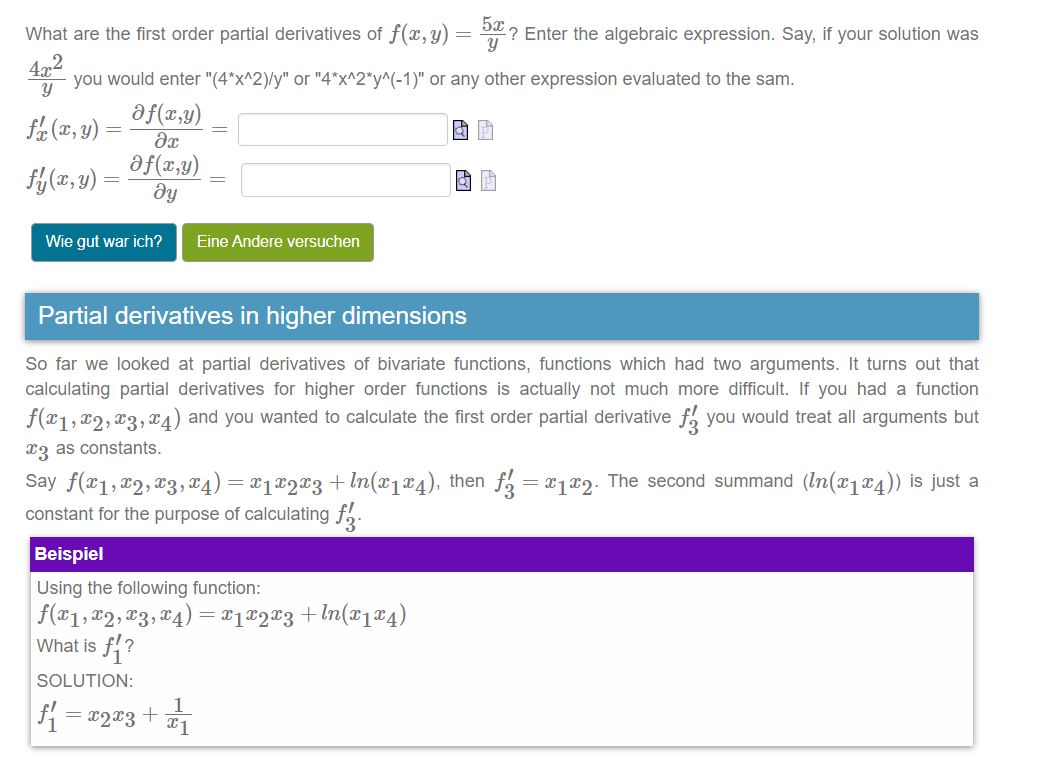 What are the first order partial derivatives of f(x, y) = 5x/y? Enter the algebraic expression. Say, if your solution was
4x²/y you would enter "(4*x^2)/y" or "4*x^2*y^(-1)" or any other expression evaluated to the sam.
f′ₓ(x, y) = ∂f(x,y)/∂x =
f′y(x, y) = ∂f(x,y)/∂y =
Wie gut war ich? Eine Andere versuchen
Partial derivatives in higher dimensions
So far we looked at partial derivatives of bivariate functions, functions which had two arguments. It turns out that
calculating partial derivatives for higher order functions is actually not much more difficult. If you had a function
f(x₁, x₂, x₃, x₄) and you wanted to calculate the first order partial derivative f′₃ you would treat all arguments but
x₃ as constants.
Say f(x₁, x₂, x₃, x₄) = x₁x₂x₃ + ln(x₁x₄), then f′₃ = x₁x₂. The second summand (ln(x₁x₄)) is just a
constant for the purpose of calculating f′₃.
Beispiel
Using the following function:
f(x₁, x₂, x₃, x₄) = x₁x₂x₃ + ln(x₁x₄)
What is f′₁?
SOLUTION:
f′₁ = x₂x₃ + 1/x₁